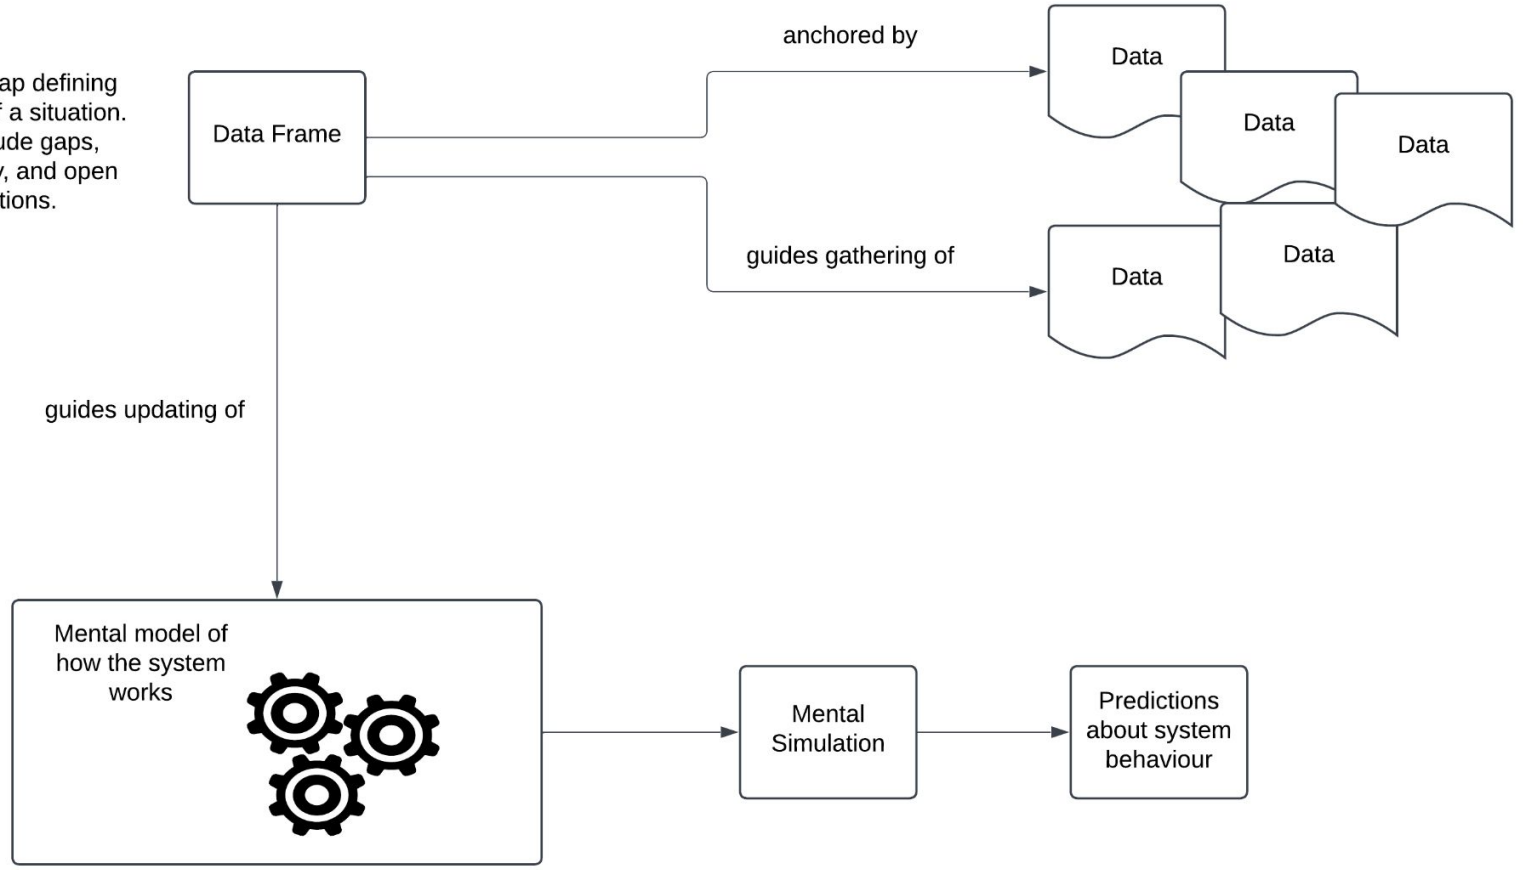 anchored by
Data
ap defining
f a situation.
ude gaps,
, and open
tions.
Data Frame
Data
Data
guides gathering of
Data
Data
guides updating of
Mental model of
how the system
works
Mental
Simulation
Predictions
about system
behaviour